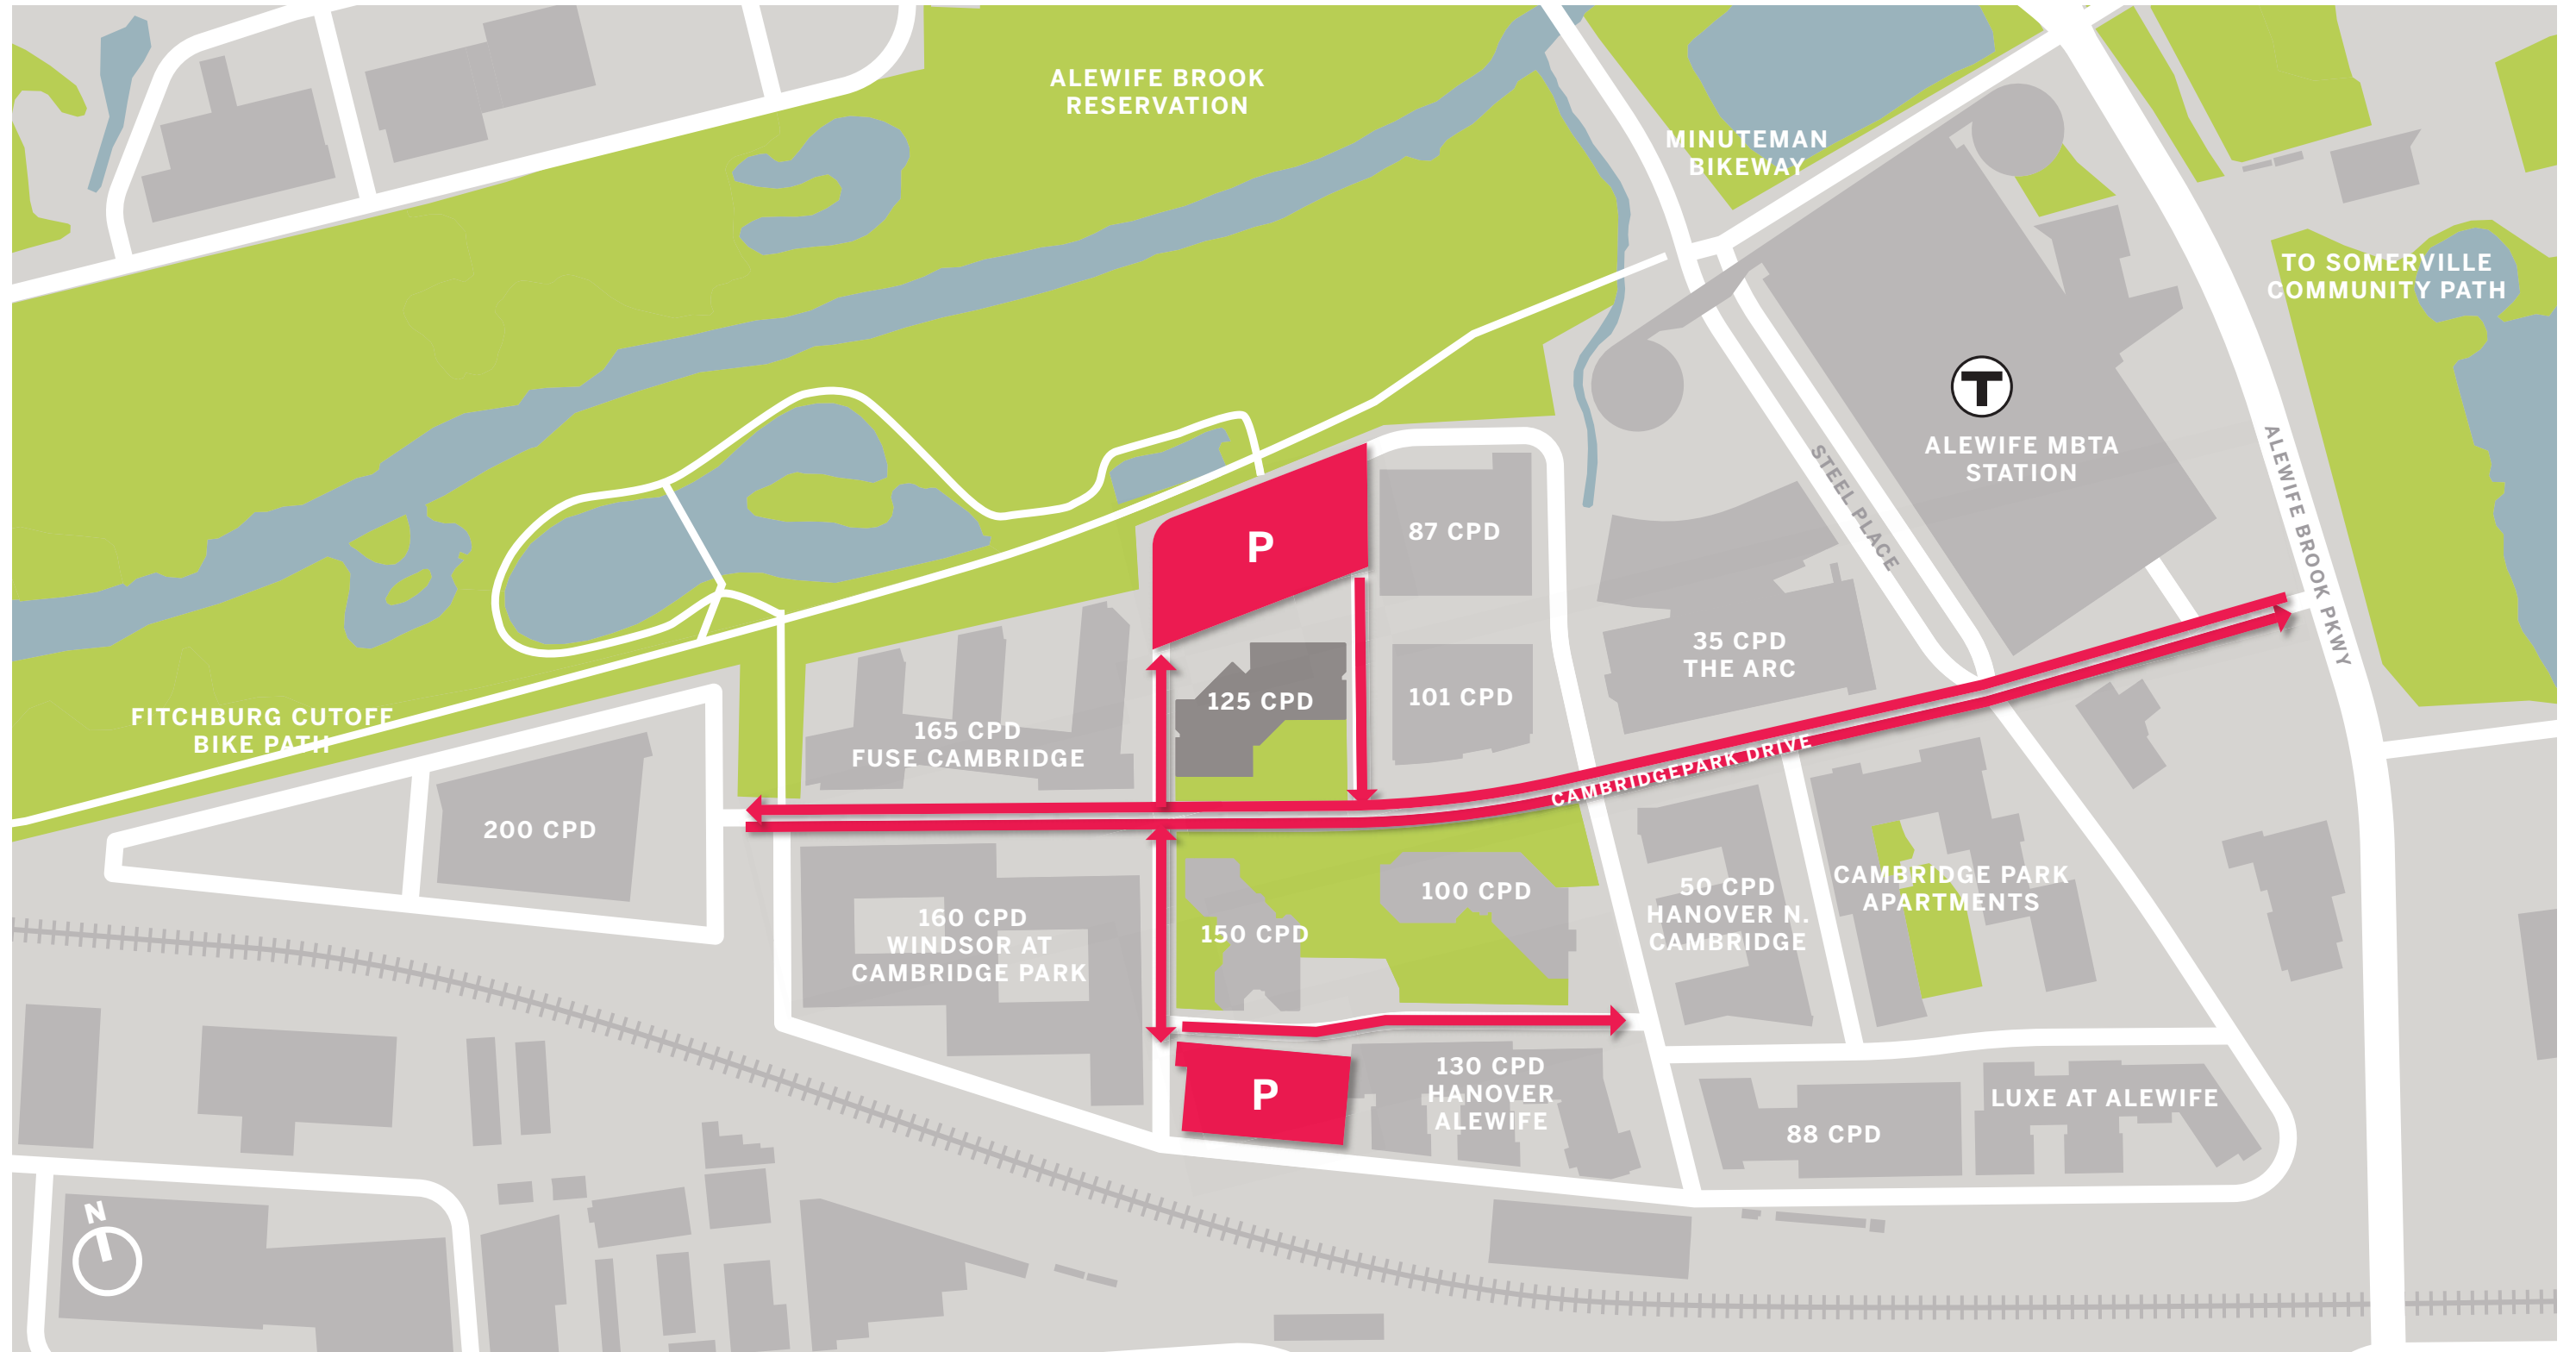 ALEWIFE BROOK
RESERVATION
MINUTEMAN
BIKEWAY
TO SOMERVILLE
COMMUNITY PATH
T
ALEWIFE MBTA
STATION
STEEL PLACE
ALEWIFE BROOK PKWY
P
87 CPD
35 CPD
THE ARC
125 CPD
101 CPD
FITCHBURG CUTOFF
BIKE PATH
165 CPD
FUSE CAMBRIDGE
CAMBRIDGEPARK DRIVE
200 CPD
160 CPD
WINDSOR AT
CAMBRIDGE PARK
150 CPD
100 CPD
50 CPD
HANOVER N.
CAMBRIDGE
CAMBRIDGE PARK
APARTMENTS
P
130 CPD
HANOVER
ALEWIFE
88 CPD
LUXE AT ALEWIFE
N